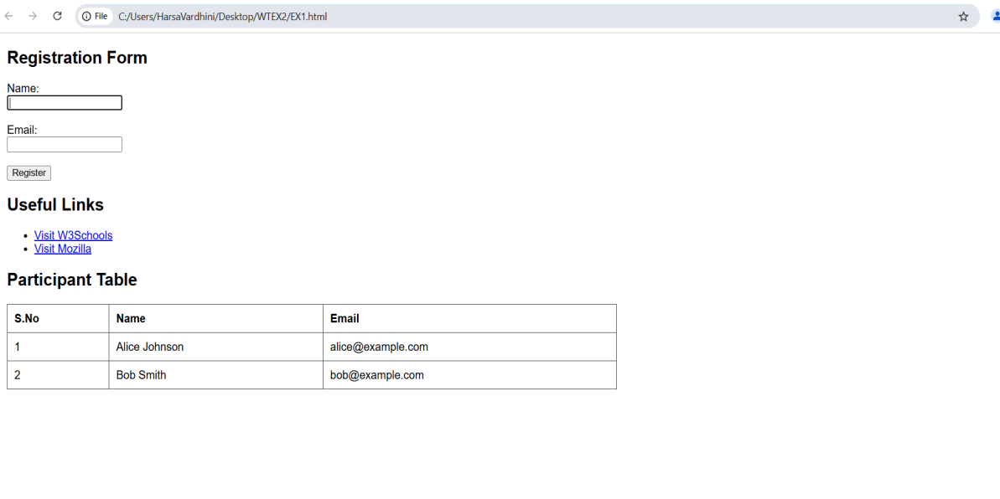 File C:/Users/HarsaVardhini/Desktop/WTEX2/EX1.html
Registration Form
Name:
Email:
Register
Useful Links
• Visit W3Schools
• Visit Mozilla
Participant Table
S.No Name Email
1 Alice Johnson alice@example.com
2 Bob Smith bob@example.com